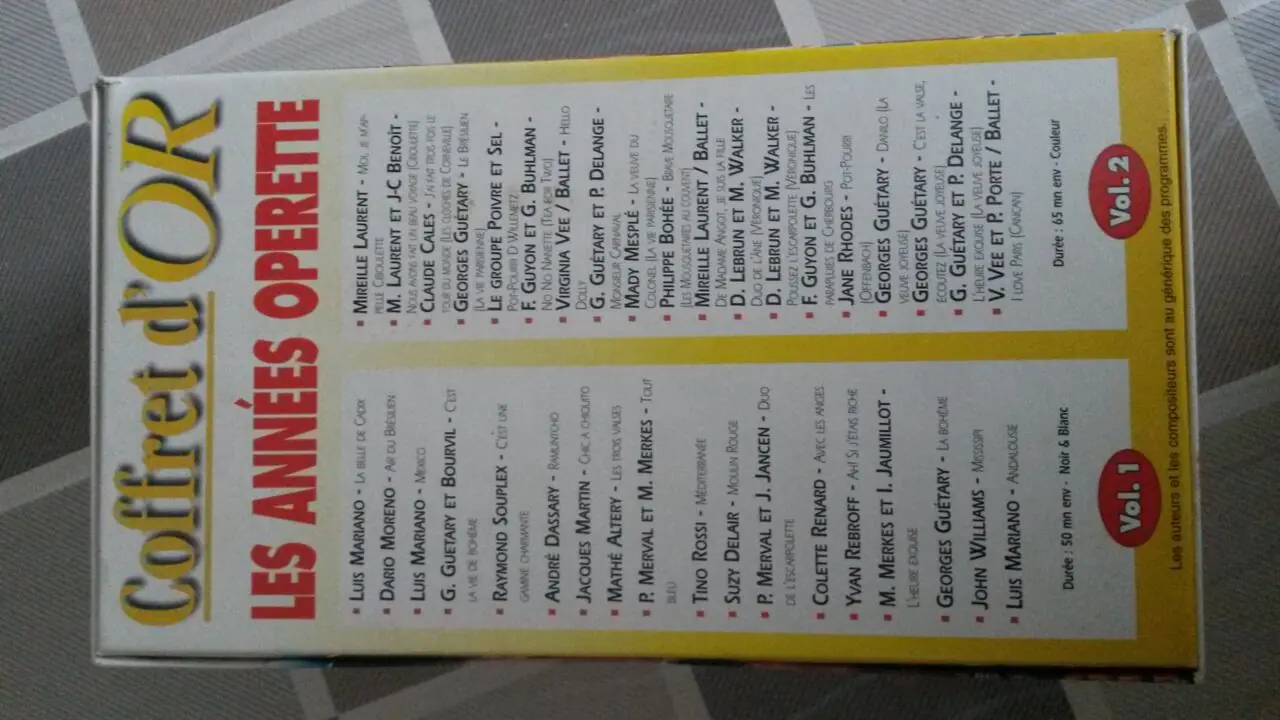 Coffret d'OR
LES ANNÉES OPERETTE
▪ LUIS MARIANO - LA BELLE DE CADIX
▪ DARIO MORENO - AIR DU BRÉSILIEN
▪ LUIS MARIANO - MEXICO
▪ G. GUETARY ET BOURVIL - C'EST
LA VIE DE BOHÈME
▪ RAYMOND SOUPLEX - C'EST UNE
GAMINE CHARMANTE
▪ ANDRÉ DASSARY - RAMUNTCHO
▪ JACQUES MARTIN - CHIC A CHIQUITO
▪ MATHÉ ALTERY - LES TROIS VALSES
▪ P. MERVAL ET M. MERKES - TOUT
BLEU
▪ TINO ROSSI - MÉDITERRANÉE
▪ SUZY DELAIR - MOULIN ROUGE
▪ P. MERVAL ET J. JANCEN - DUO
DE L'ESCARPOLETTE
▪ COLETTE RENARD - AVEC LES ANGES
▪ YVAN REBROFF - AH! SI J'ÉTAIS RICHE
▪ M. MERKES ET I. JAUMILLOT -
L'HEURE EXQUISE
▪ GEORGES GUÉTARY - LA BOHÈME
▪ JOHN WILLIAMS - MISSISSIPI
▪ LUIS MARIANO - ANDALOUSIE
Durée : 50 mn env - Noir & Blanc
Vol. 1
▪ MIREILLE LAURENT - MOI, JE M'AP-
PELLE CIBOULETTE
▪ M. LAURENT ET J-C BENOÎT -
NOUS AVONS FAIT UN BEAU VOYAGE (CIBOULETTE)
▪ CLAUDE CALES - J'AI FAIT TROIS FOIS LE
TOUR DU MONDE (LES CLOCHES DE CORNEVILLE)
▪ GEORGES GUÉTARY - LE BRÉSILIEN
(LA VIE PARISIENNE)
▪ LE GROUPE POIVRE ET SEL -
POT-POURRI D WILLEMETZ
▪ F. GUYON ET G. BUHLMAN -
NO NO NANETTE (TEA FOR TWO)
▪ VIRGINIA VEE / BALLET - HELLO
DOLLY
▪ G. GUÉTARY ET P. DELANGE -
MONSIEUR CARNAVAL
▪ MADY MESPLÉ - LA VEUVE DU
COLONEL (LA VIE PARISIENNE)
▪ PHILIPPE BOHÉE - BRAVE MOUSQUETAIRE
(LES MOUSQUETAIRES AU COUVENT)
▪ MIREILLE LAURENT / BALLET -
DE MADAME ANGOT, JE SUIS LA FILLE
▪ D. LEBRUN ET M. WALKER -
DUO DE L'ÂNE (VÉRONIQUE)
▪ D. LEBRUN ET M. WALKER -
POUSSEZ L'ESCARPOLETTE (VÉRONIQUE)
▪ F. GUYON ET G. BUHLMAN - LES
PARAPLUIES DE CHERBOURG
▪ JANE RHODES - POT-POURRI
(OFFENBACH)
▪ GEORGES GUÉTARY - DANILO (LA
VEUVE JOYEUSE)
▪ GEORGES GUÉTARY - C'EST LA VALSE,
ÉCOUTEZ (LA VEUVE JOYEUSE)
▪ G. GUÉTARY ET P. DELANGE -
L'HEURE EXQUISE (LA VEUVE JOYEUSE)
▪ V. VEE ET P. PORTE / BALLET -
I LOVE PARIS (CANCAN)
Durée : 65 mn env - Couleur
Vol. 2
Les auteurs et les compositeurs sont au générique des programmes.